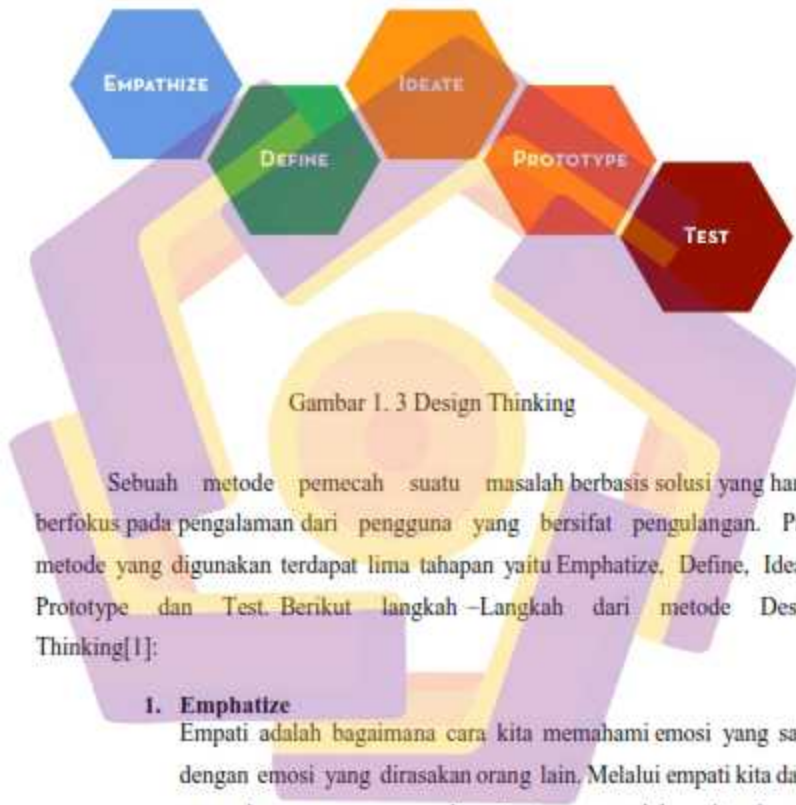 EMPATHIZE
DEFINE
IDEATE
PROTOTYPE
TEST
Gambar 1. 3 Design Thinking
Sebuah metode pemecah suatu masalah berbasis solusi yang
berfokus pada pengalaman dari pengguna yang bersifat pengulangan.
metode yang digunakan terdapat lima tahapan yaitu Emphatize, Define,
Prototype dan Test. Berikut langkah –Langkah dari metode
Thinking[1]:
1. Emphatize
Empati adalah bagaimana cara kita memahami emosi yang
dengan emosi yang dirasakan orang lain. Melalui empati kita